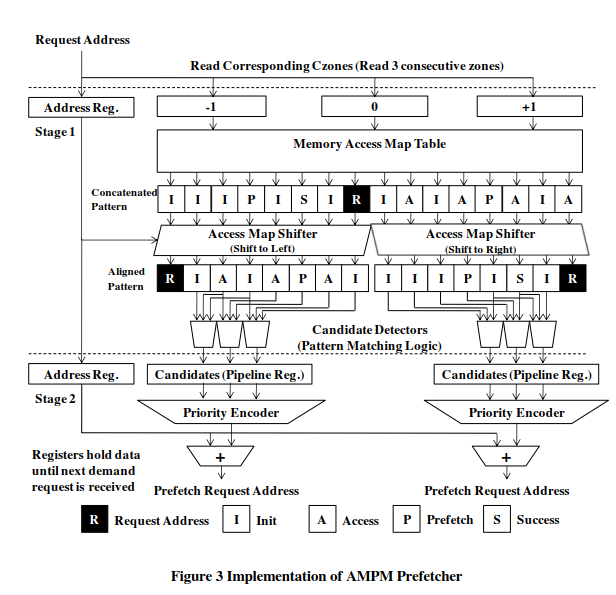 Request Address
Read Corresponding Czones (Read 3 consecutive zones)
Address Reg.
-1 0 +1
Stage 1
Memory Access Map Table
Concatenated
Pattern
I I I P I S I R I A I A P A I A
Access Map Shifter
(Shift to Left)
Access Map Shifter
(Shift to Right)
Aligned
Pattern
R I A I A P A I
I I I P I S I R
Candidate Detectors
(Pattern Matching Logic)
Address Reg.
Candidates (Pipeline Reg.)
Candidates (Pipeline Reg.)
Stage 2
Priority Encoder
Priority Encoder
Registers hold data
until next demand
request is received
+
+
Prefetch Request Address
Prefetch Request Address
R Request Address I Init A Access P Prefetch S Success
Figure 3 Implementation of AMPM Prefetcher